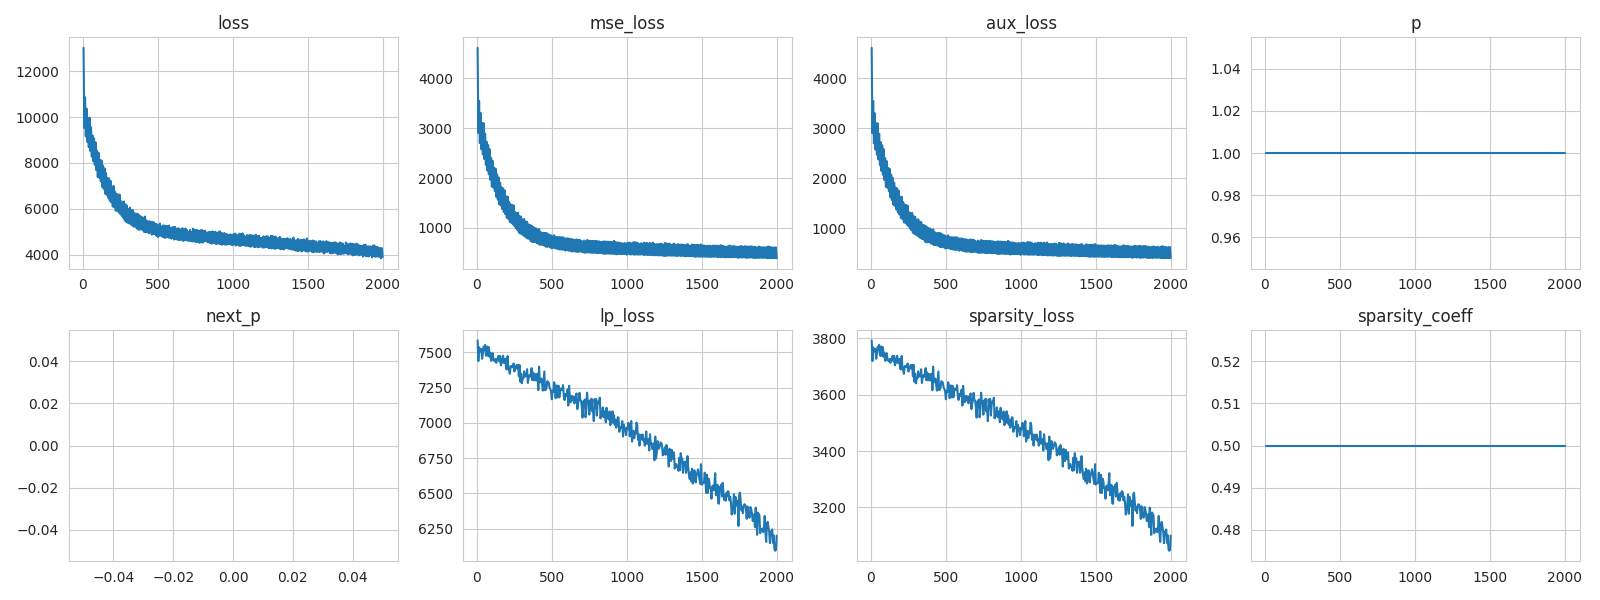 loss
12000
10000
8000
6000
4000
0 500 1000 1500 2000
mse_loss
4000
3000
2000
1000
0 500 1000 1500 2000
aux_loss
4000
3000
2000
1000
0 500 1000 1500 2000
p
1.04
1.02
1.00
0.98
0.96
0 500 1000 1500 2000
next_p
0.04
0.02
0.00
−0.02
−0.04
−0.04 −0.02 0.00 0.02 0.04
lp_loss
7500
7250
7000
6750
6500
6250
0 500 1000 1500 2000
sparsity_loss
3800
3600
3400
3200
0 500 1000 1500 2000
sparsity_coeff
0.52
0.51
0.50
0.49
0.48
0 500 1000 1500 2000